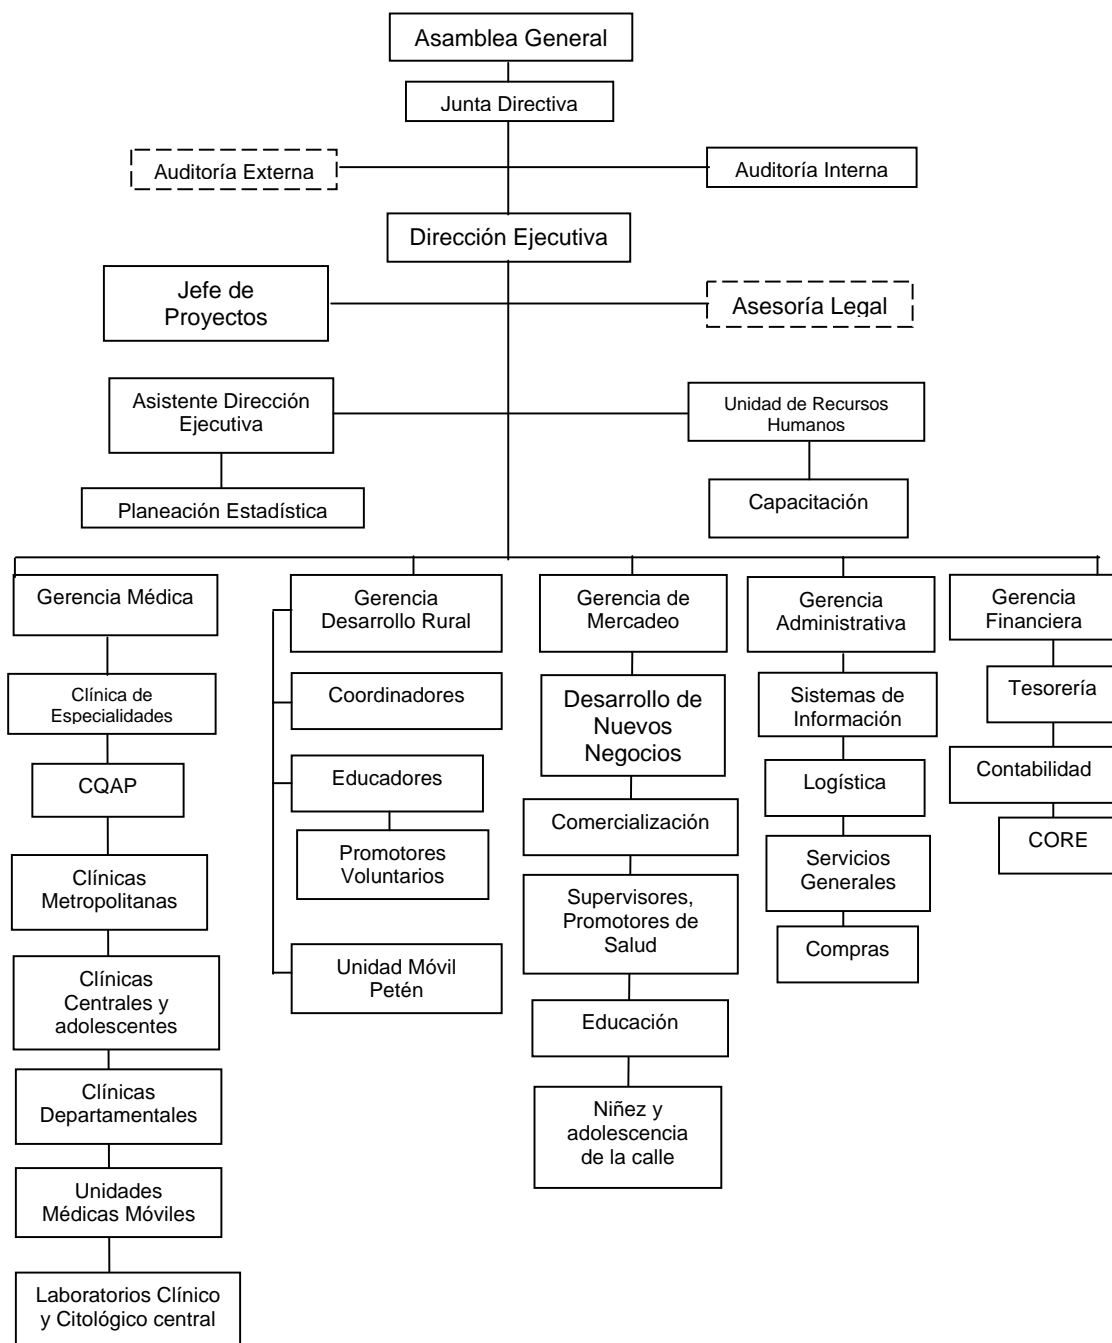 Asamblea General
Junta Directiva
Auditoría Externa
Auditoría Interna
Dirección Ejecutiva
Jefe de
Proyectos
Asesoría Legal
Asistente Dirección
Ejecutiva
Unidad de Recursos
Humanos
Planeación Estadística
Capacitación
Gerencia Médica
Gerencia
Desarrollo Rural
Gerencia de
Mercadeo
Gerencia
Administrativa
Gerencia
Financiera
Clínica de
Especialidades
CQAP
Clínicas
Metropolitanas
Clínicas
Centrales y
adolescentes
Clínicas
Departamentales
Unidades
Médicas Móviles
Laboratorios Clínico
y Citológico central
Coordinadores
Educadores
Promotores
Voluntarios
Unidad Móvil
Petén
Desarrollo de
Nuevos
Negocios
Comercialización
Supervisores,
Promotores de
Salud
Educación
Niñez y
adolescencia
de la calle
Sistemas de
Información
Logística
Servicios
Generales
Compras
Tesorería
Contabilidad
CORE